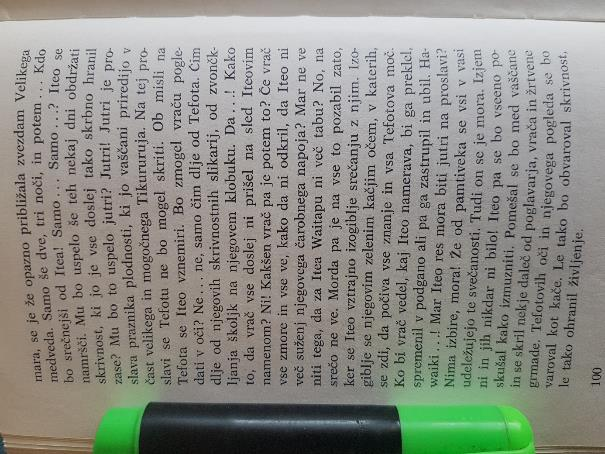 mara, se je že opazno približala zvezdam Velikega
medveda. Samo še dve, tri noči, in potem.... Kdo
bo srečnejši od Itea! Samo... Samo...? Iteo se
namršči. Mu bo uspelo še teh nekaj dni obdržati
skrivnost, ki jo je vse doslej tako skrbno hranil
zase? Mu bo to uspelo jutri? Jutri! Jutri je pro-
slava praznika plodnosti, ki jo vaščani priredijo v
čast velikega in mogočnega Tikururuja. Na tej pro-
slavi se Tefotu ne bo mogel skriti. Ob misli na
Tefota se Iteo vznemiri. Bo zmogel vraču pogle-
dati v oči? Ne... ne, samo čim dlje od Tefota. Čim
dlje od njegovih skrivnostnih slikarij, od zvončk-
ljanja školjk na njegovem klobuku. Da...! Kako
to, da vrač vse doslej ni prišel na sled Iteovim
namenom? Ni! Kakšen vrač pa je potem to? Če vrač
vse zmore in vse ve, kako da ni odkril, da Iteo ni
več suženj njegovega čarobnega napoja? Mar ne ve
niti tega, da za Itea Waitapu ni več tabu? No, na
srečo ne ve. Morda pa je na vse to pozabil zato,
ker se Iteo vztrajno izogiblje srečanju z njim. Izo-
giblje se njegovim zelenim kačjim očem, v katerih,
se zdi, da počiva vse znanje in vsa Tefotova moč.
Ko bi vrač vedel, kaj Iteo namerava, bi ga preklel,
spremenil v podgano ali pa ga zastrupil in ubil. Ha-
waiki...! Mar Iteo res mora biti jutri na proslavi?
Nima izbire, mora! Že od pamtiveka se vsi v vasi
udeležujejo te svečanosti. Tudi on se je mora. Izjem
ni in jih nikdar ni bilo! Iteo pa se bo vseeno po-
skušal kako izmuzniti. Pomešal se bo med vaščane
in se skril nekje daleč od poglavarja, vrača in žrtvene
grmade. Tefotovih oči in njegovega pogleda se bo
varoval kot kače. Le tako bo obvaroval skrivnost,
le tako ohranil življenje.
100